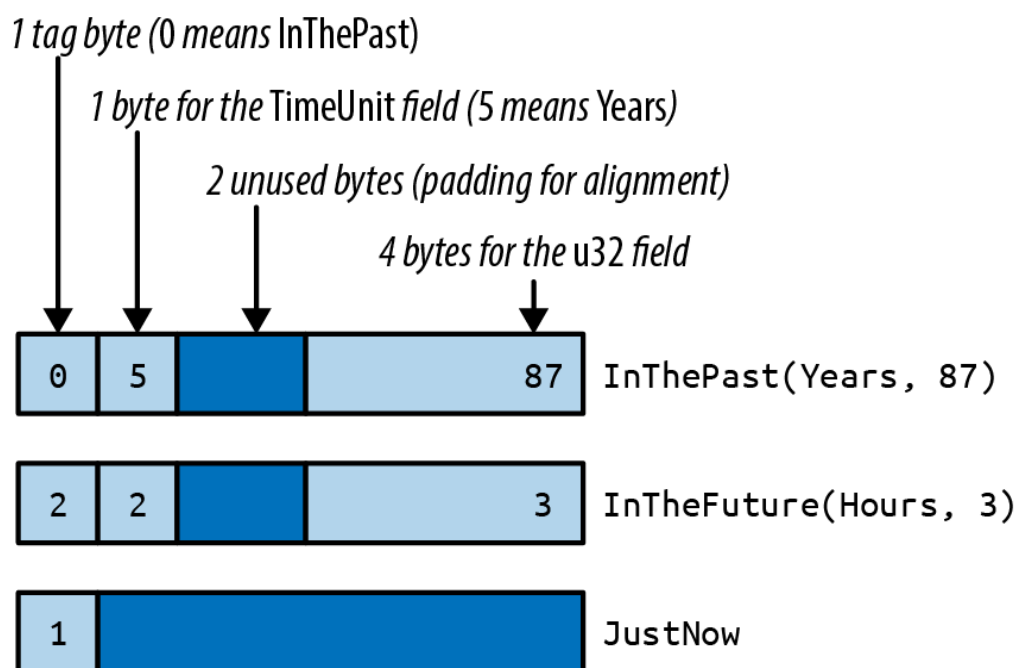 1 tag byte (0 means InThePast)
1 byte for the TimeUnit field (5 means Years)
2 unused bytes (padding for alignment)
4 bytes for the u32 field
0 5 87 InThePast(Years, 87)
2 2 3 InTheFuture(Hours, 3)
1 JustNow